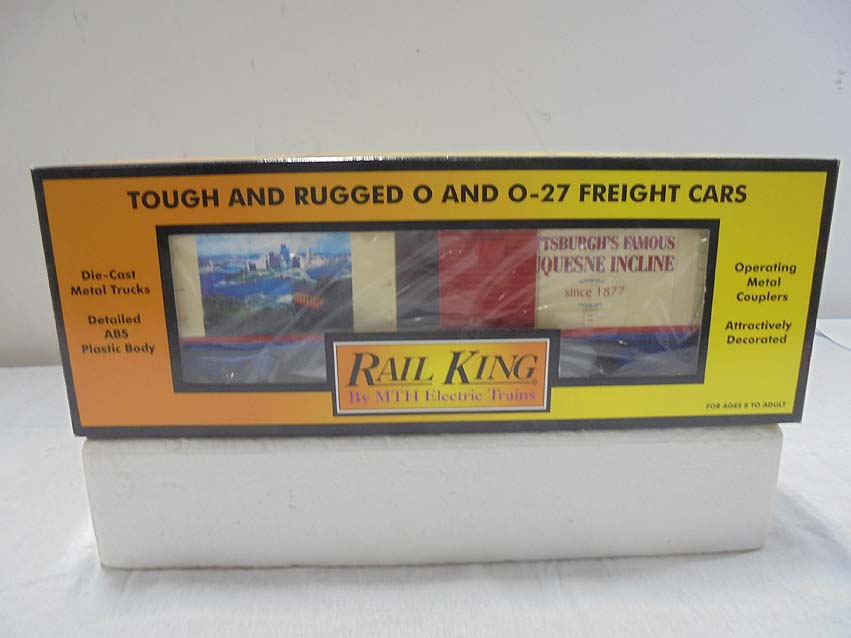 TOUGH AND RUGGED O AND O-27 FREIGHT CARS
Die-Cast
Metal Trucks
Detailed
ABS
Plastic Body
TTSBURGH'S FAMOUS
QUESNE INCLINE
since 1877
Operating
Metal
Couplers
Attractively
Decorated
RAIL KING®
By MTH Electric Trains
FOR AGES 8 TO ADULT